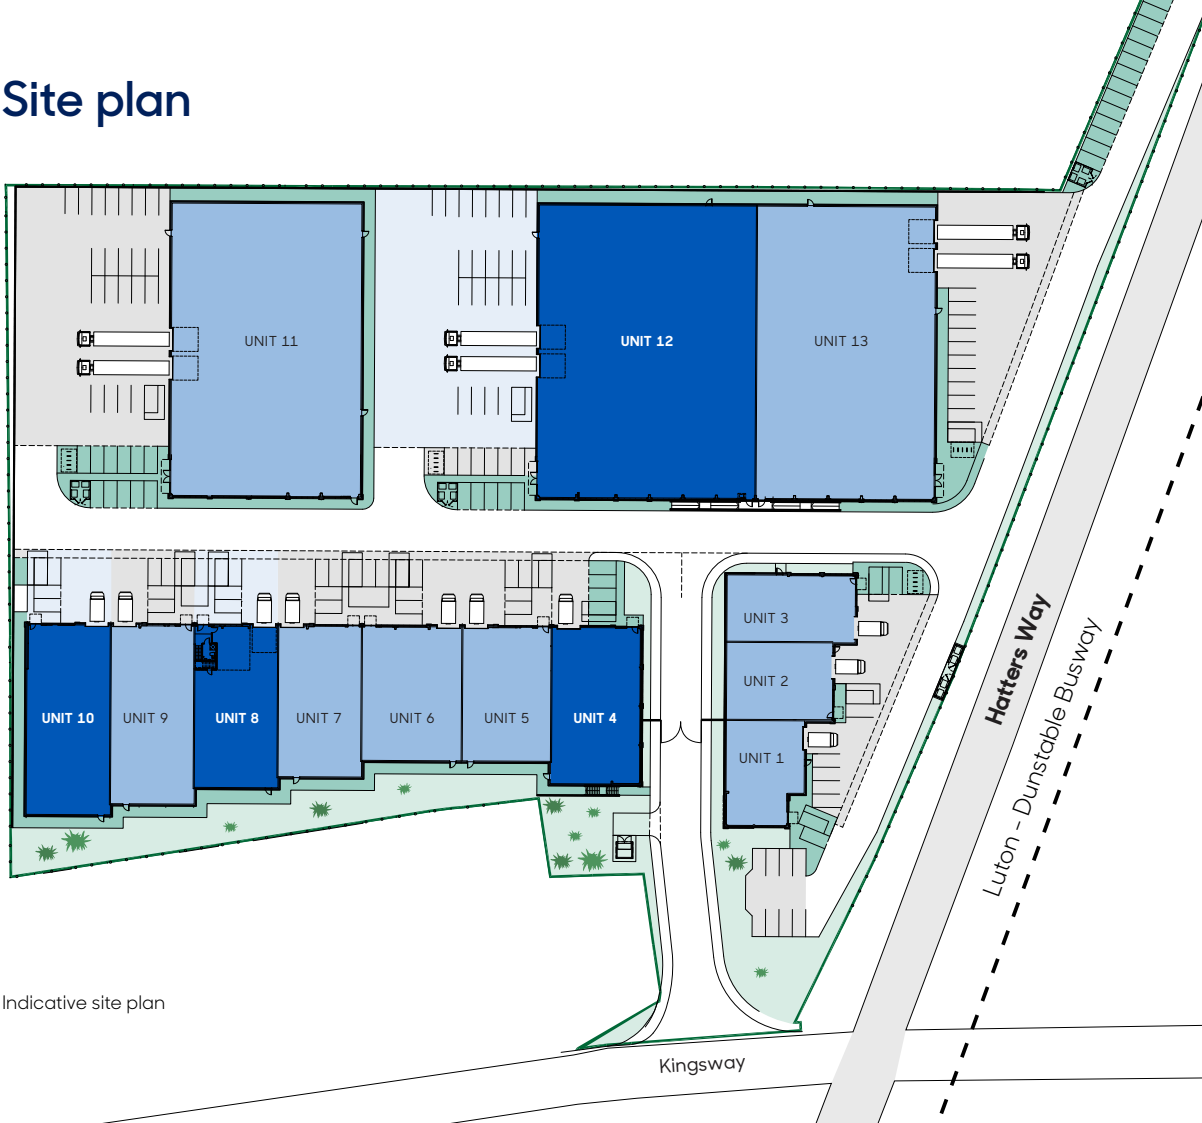 Site plan
UNIT 11
UNIT 12
UNIT 13
UNIT 3
UNIT 2
UNIT 1
UNIT 10
UNIT 9
UNIT 8
UNIT 7
UNIT 6
UNIT 5
UNIT 4
Hatters Way
Luton - Dunstable Busway
Indicative site plan
Kingsway